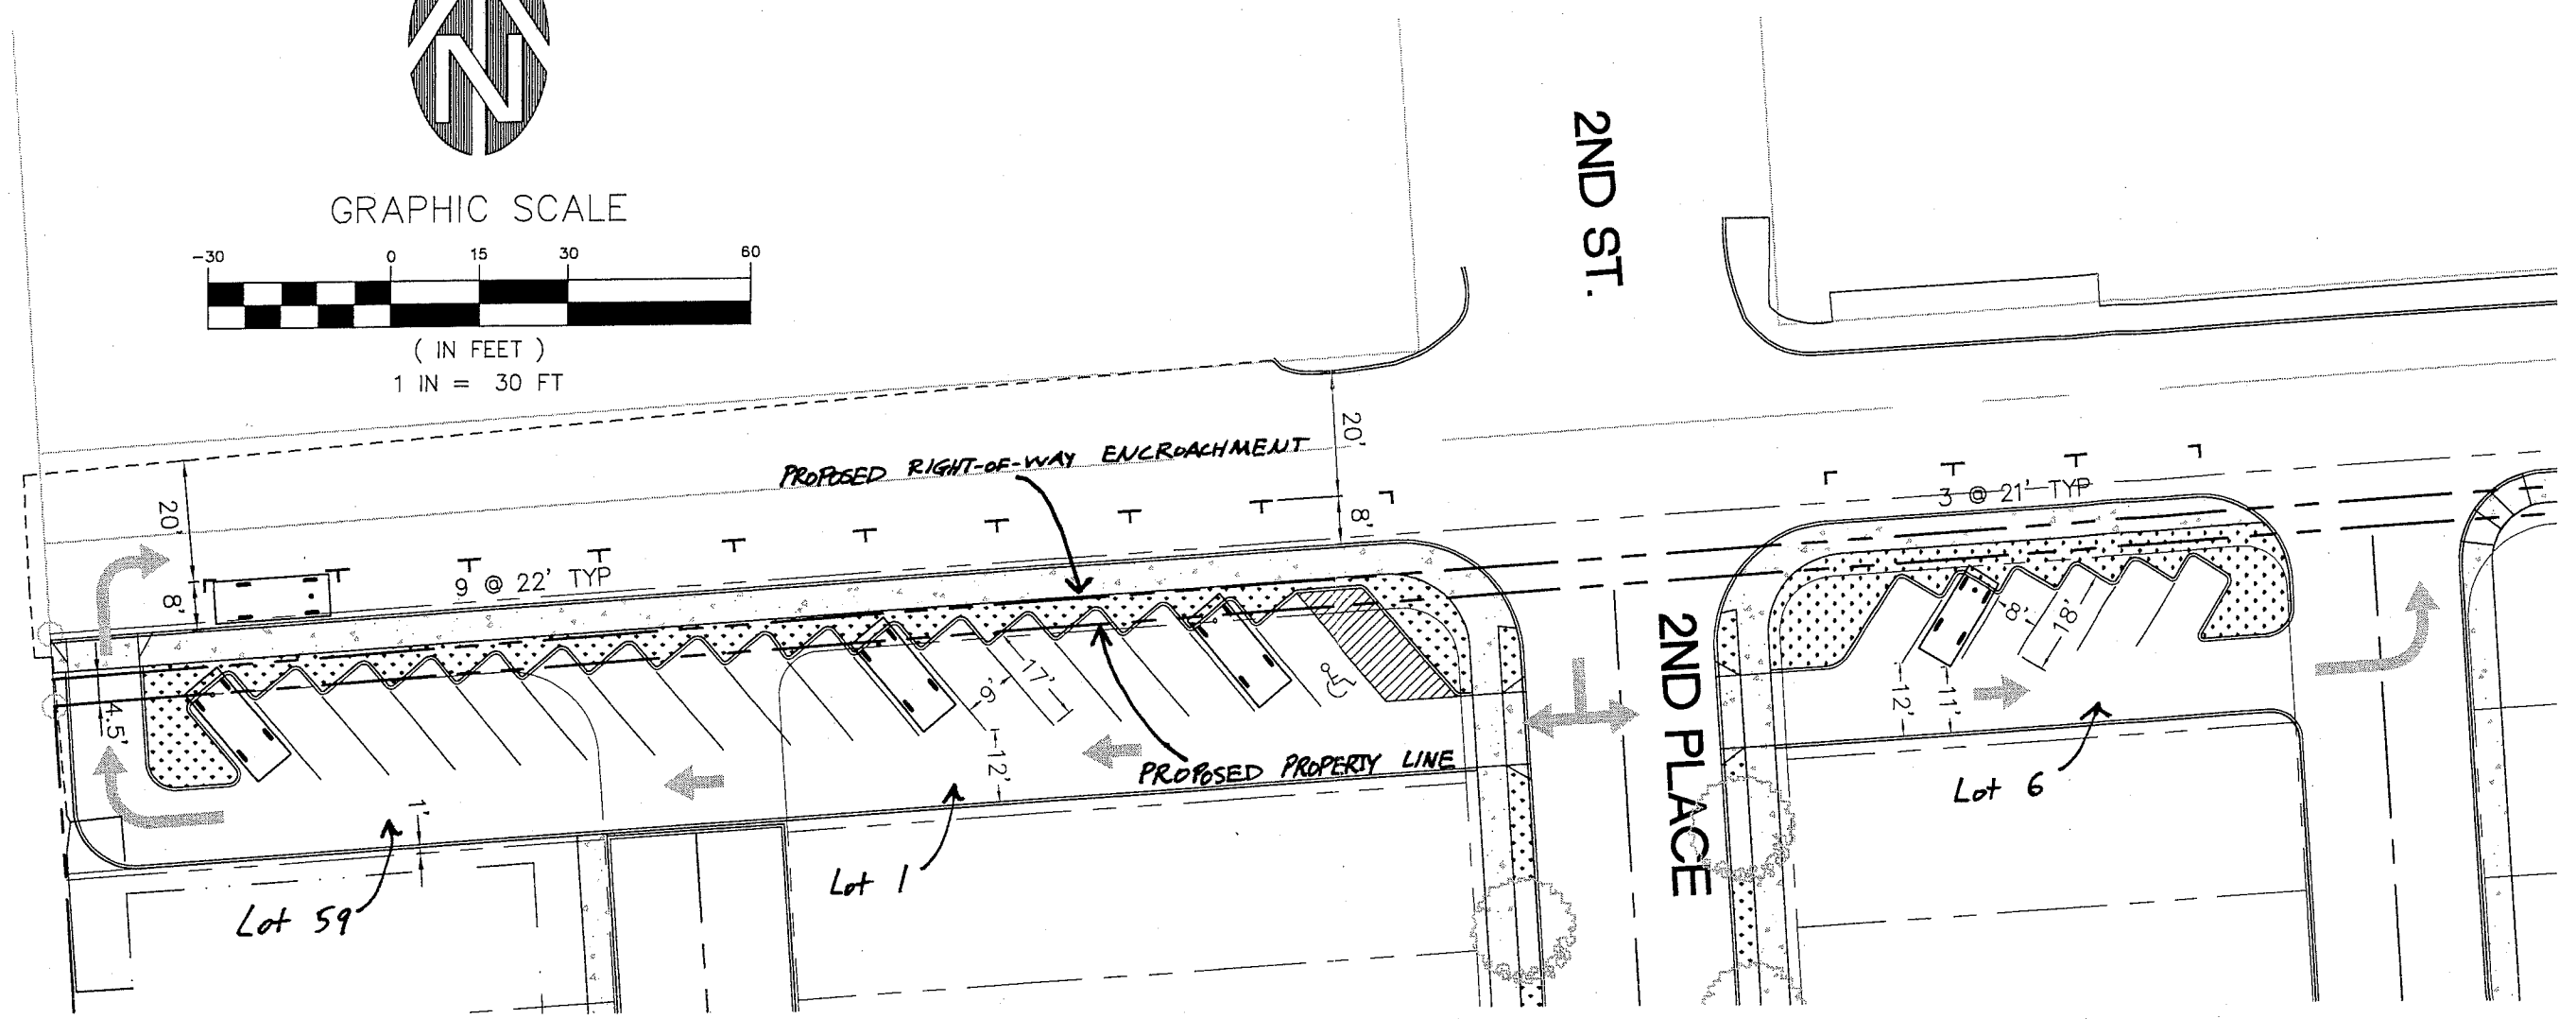 N
GRAPHIC SCALE
-30 0 15 30 60
( IN FEET )
1 IN = 30 FT
2ND ST.
20'
PROPOSED RIGHT-OF-WAY ENCROACHMENT
8'
3 @ 21' TYP
20'
8'
9 @ 22' TYP
4.5'
9'
17'
12'
8'
18'
12'
11'
2ND PLACE
PROPOSED PROPERTY LINE
1'
Lot 59
Lot 1
Lot 6